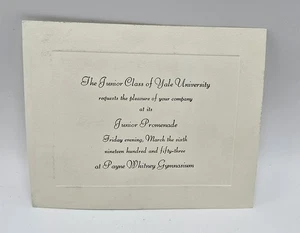 The Junior Class of Yale University
requests the pleasure of your company
at its
Junior Promenade
Friday evening, March the sixth
nineteen hundred and fifty-three
at Payne Whitney Gymnasium